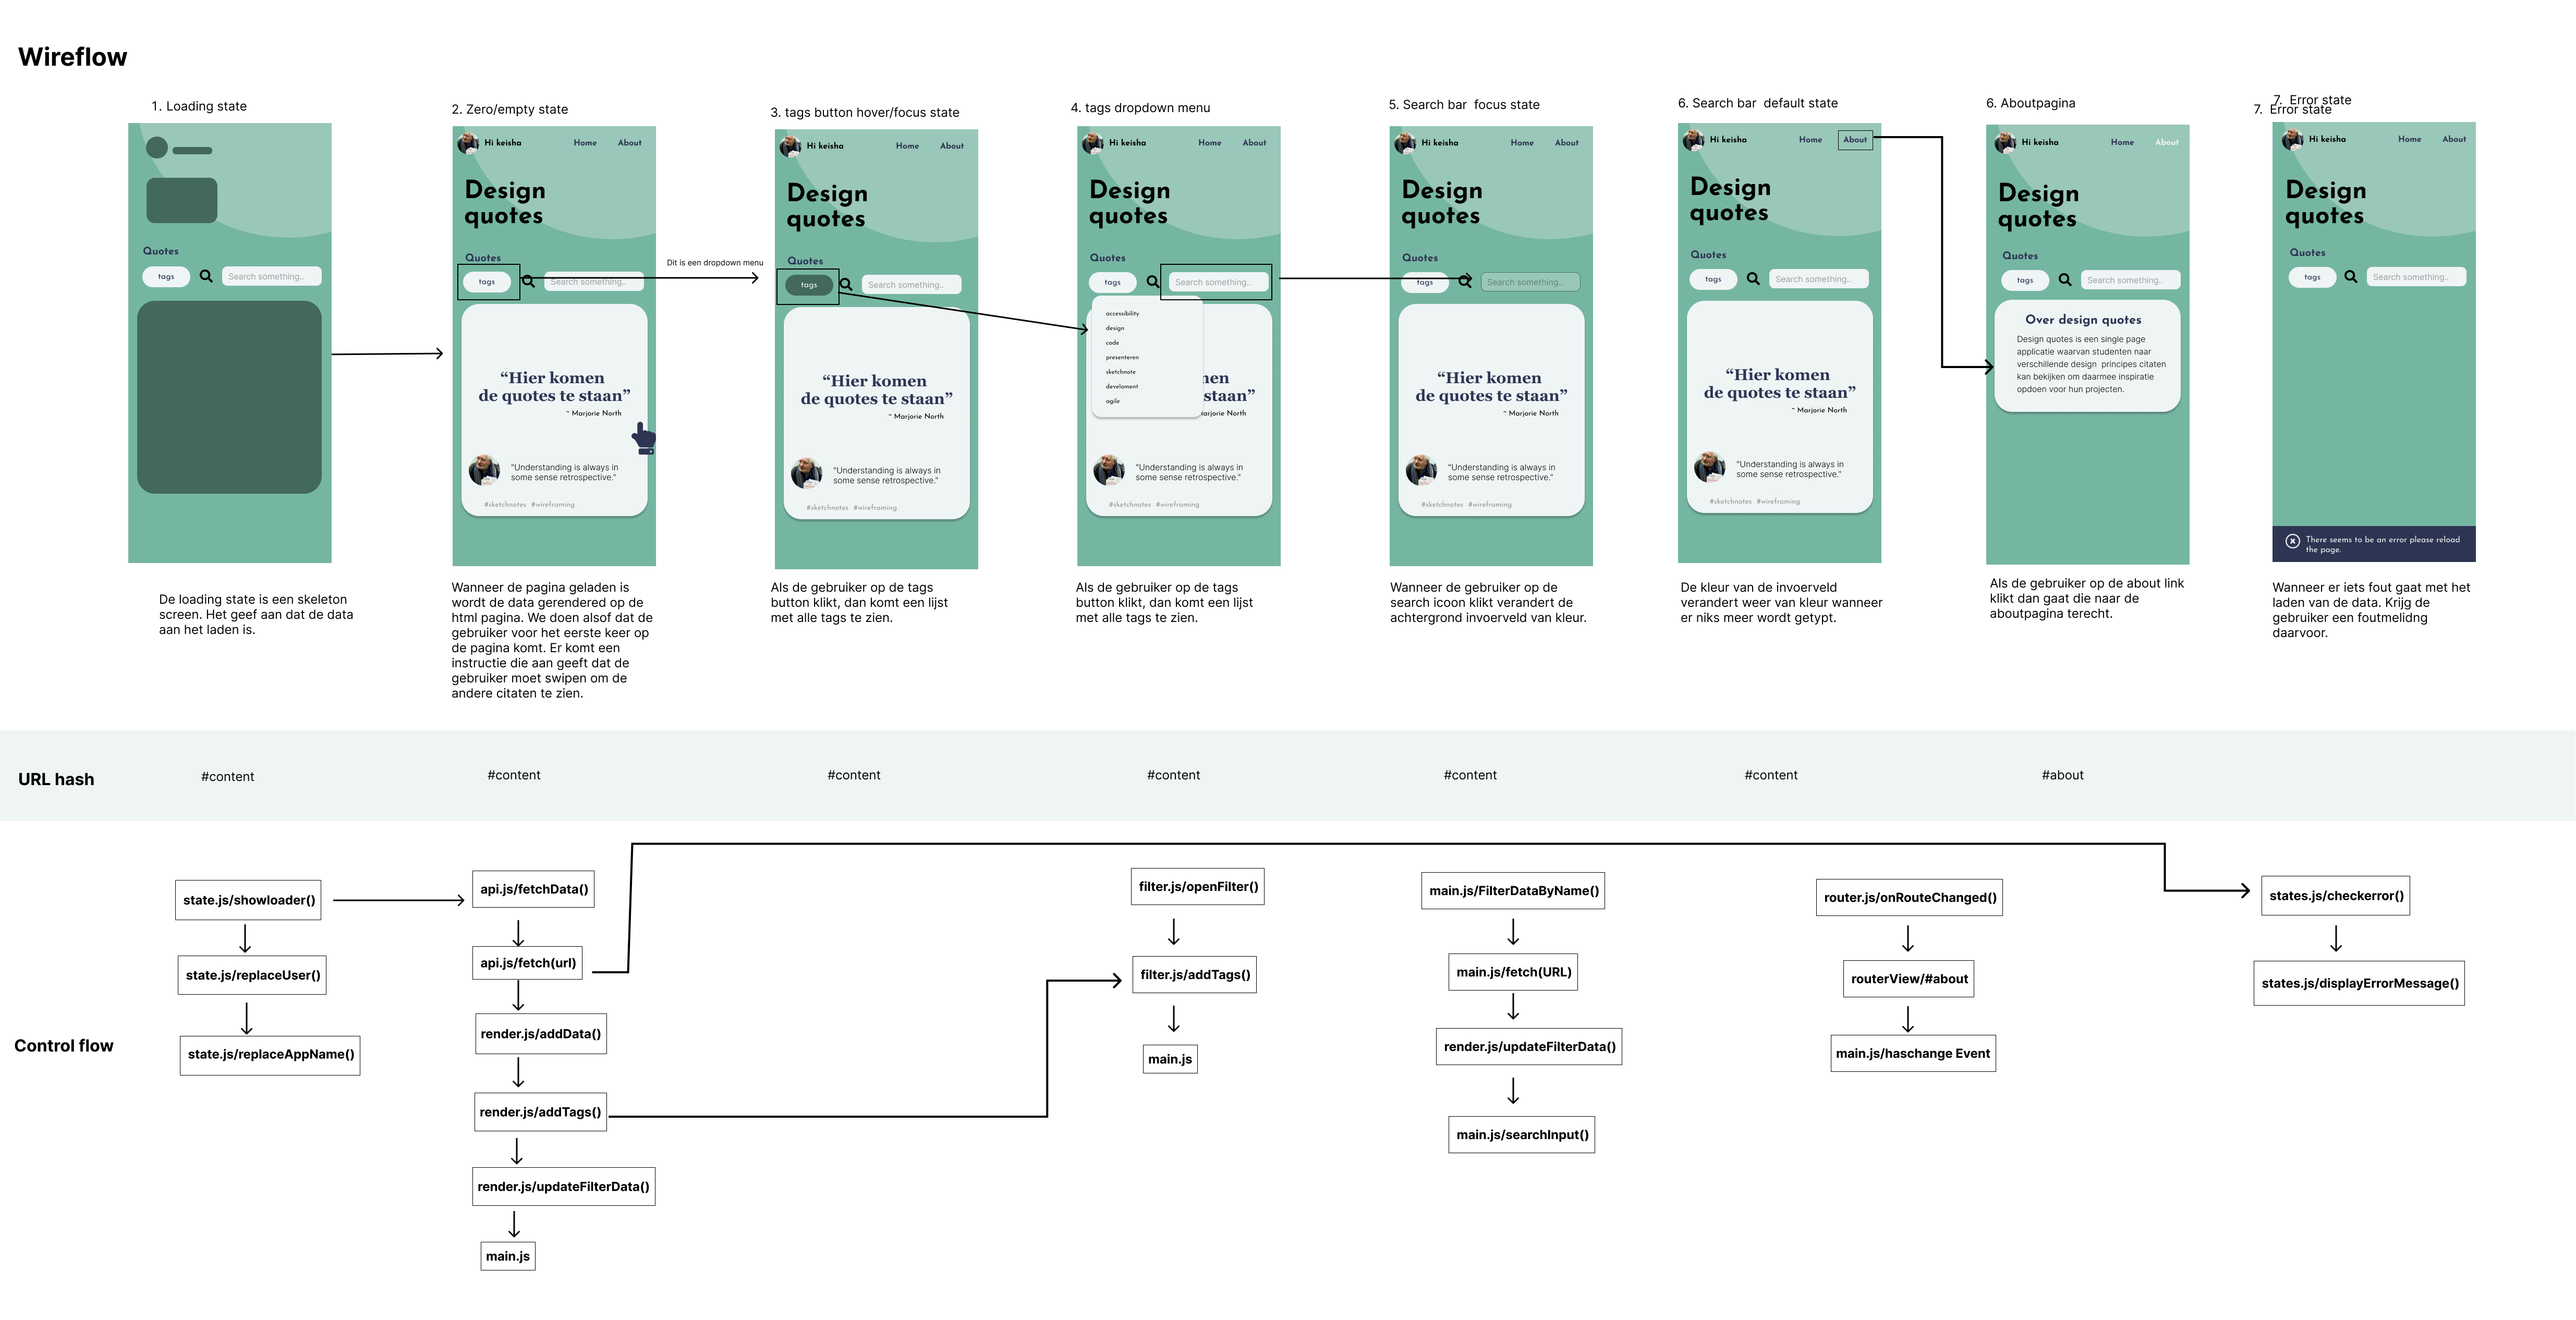 Wireflow
1. Loading state
Quotes
tags
Search something..
De loading state is een skeleton
screen. Het geef aan dat de data
aan het laden is.
2. Zero/empty state
Hi keisha
Home
About
Design
quotes
Quotes
tags
Search something..
“Hier komen
de quotes te staan”
~ Marjorie North
"Understanding is always in
some sense retrospective."
#sketchnotes #wireframing
Wanneer de pagina geladen is
wordt de data gerendered op de
html pagina. We doen alsof dat de
gebruiker voor het eerste keer op
de pagina komt. Er komt een
instructie die aan geeft dat de
gebruiker moet swipen om de
andere citaten te zien.
Dit is een dropdown menu
3. tags button hover/focus state
Hi keisha
Home
About
Design
quotes
Quotes
tags
Search something..
“Hier komen
de quotes te staan”
~ Marjorie North
"Understanding is always in
some sense retrospective."
#sketchnotes #wireframing
Als de gebruiker op de tags
button klikt, dan komt een lijst
met alle tags te zien.
4. tags dropdown menu
Hi keisha
Home
About
Design
quotes
Quotes
tags
Search something..
accessibility
design
code
presenteren
sketchnote
develoment
agile
nen
staan”
arjorie North
"Understanding is always in
some sense retrospective."
#sketchnotes #wireframing
Als de gebruiker op de tags
button klikt, dan komt een lijst
met alle tags te zien.
5. Search bar focus state
Hi keisha
Home
About
Design
quotes
Quotes
tags
Search something..
“Hier komen
de quotes te staan”
~ Marjorie North
"Understanding is always in
some sense retrospective."
#sketchnotes #wireframing
Wanneer de gebruiker op de
search icoon klikt verandert de
achtergrond invoerveld van kleur.
6. Search bar default state
Hi keisha
Home
About
Design
quotes
Quotes
tags
Search something..
“Hier komen
de quotes te staan”
~ Marjorie North
"Understanding is always in
some sense retrospective."
#sketchnotes #wireframing
De kleur van de invoerveld
verandert weer van kleur wanneer
er niks meer wordt getypt.
6. Aboutpagina
Hi keisha
Home
About
Design
quotes
Quotes
tags
Search something..
Over design quotes
Design quotes is een single page
applicatie waarvan studenten naar
verschillende design principes citaten
kan bekijken om daarmee inspiratie
opdoen voor hun projecten.
Als de gebruiker op de about link
klikt dan gaat die naar de
aboutpagina terecht.
7. Error state
7. Error state
Hi keisha
Home
About
Design
quotes
Quotes
tags
Search something..
There seems to be an error please reload
the page.
Wanneer er iets fout gaat met het
laden van de data. Krijg de
gebruiker een foutmelidng
daarvoor.
URL hash
#content
#content
#content
#content
#content
#content
#about
Control flow
state.js/showloader()
state.js/replaceUser()
state.js/replaceAppName()
api.js/fetchData()
api.js/fetch(url)
render.js/addData()
render.js/addTags()
render.js/updateFilterData()
main.js
filter.js/openFilter()
filter.js/addTags()
main.js
main.js/FilterDataByName()
main.js/fetch(URL)
render.js/updateFilterData()
main.js/searchInput()
router.js/onRouteChanged()
routerView/#about
main.js/haschange Event
states.js/checkerror()
states.js/displayErrorMessage()